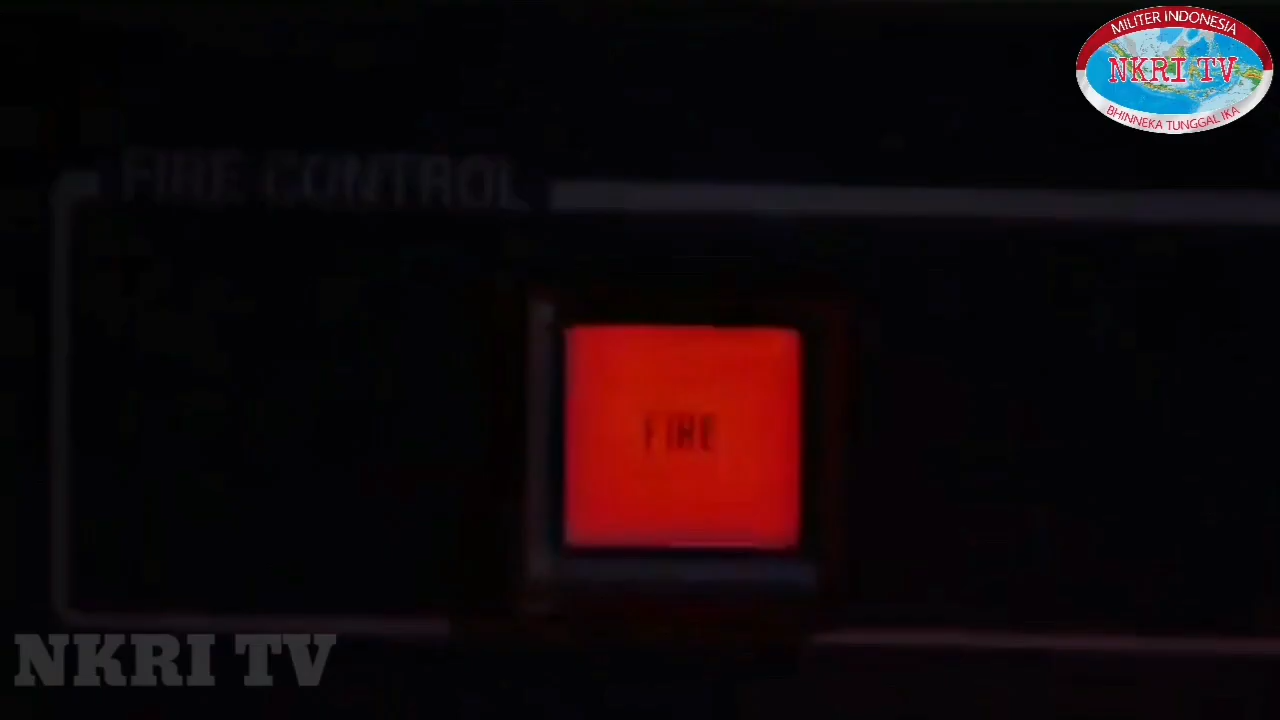 MILITER INDONESIA
NKRI TV
BHINNEKA TUNGGAL IKA
FIRE CONTROL
FIRE
NKRI TV